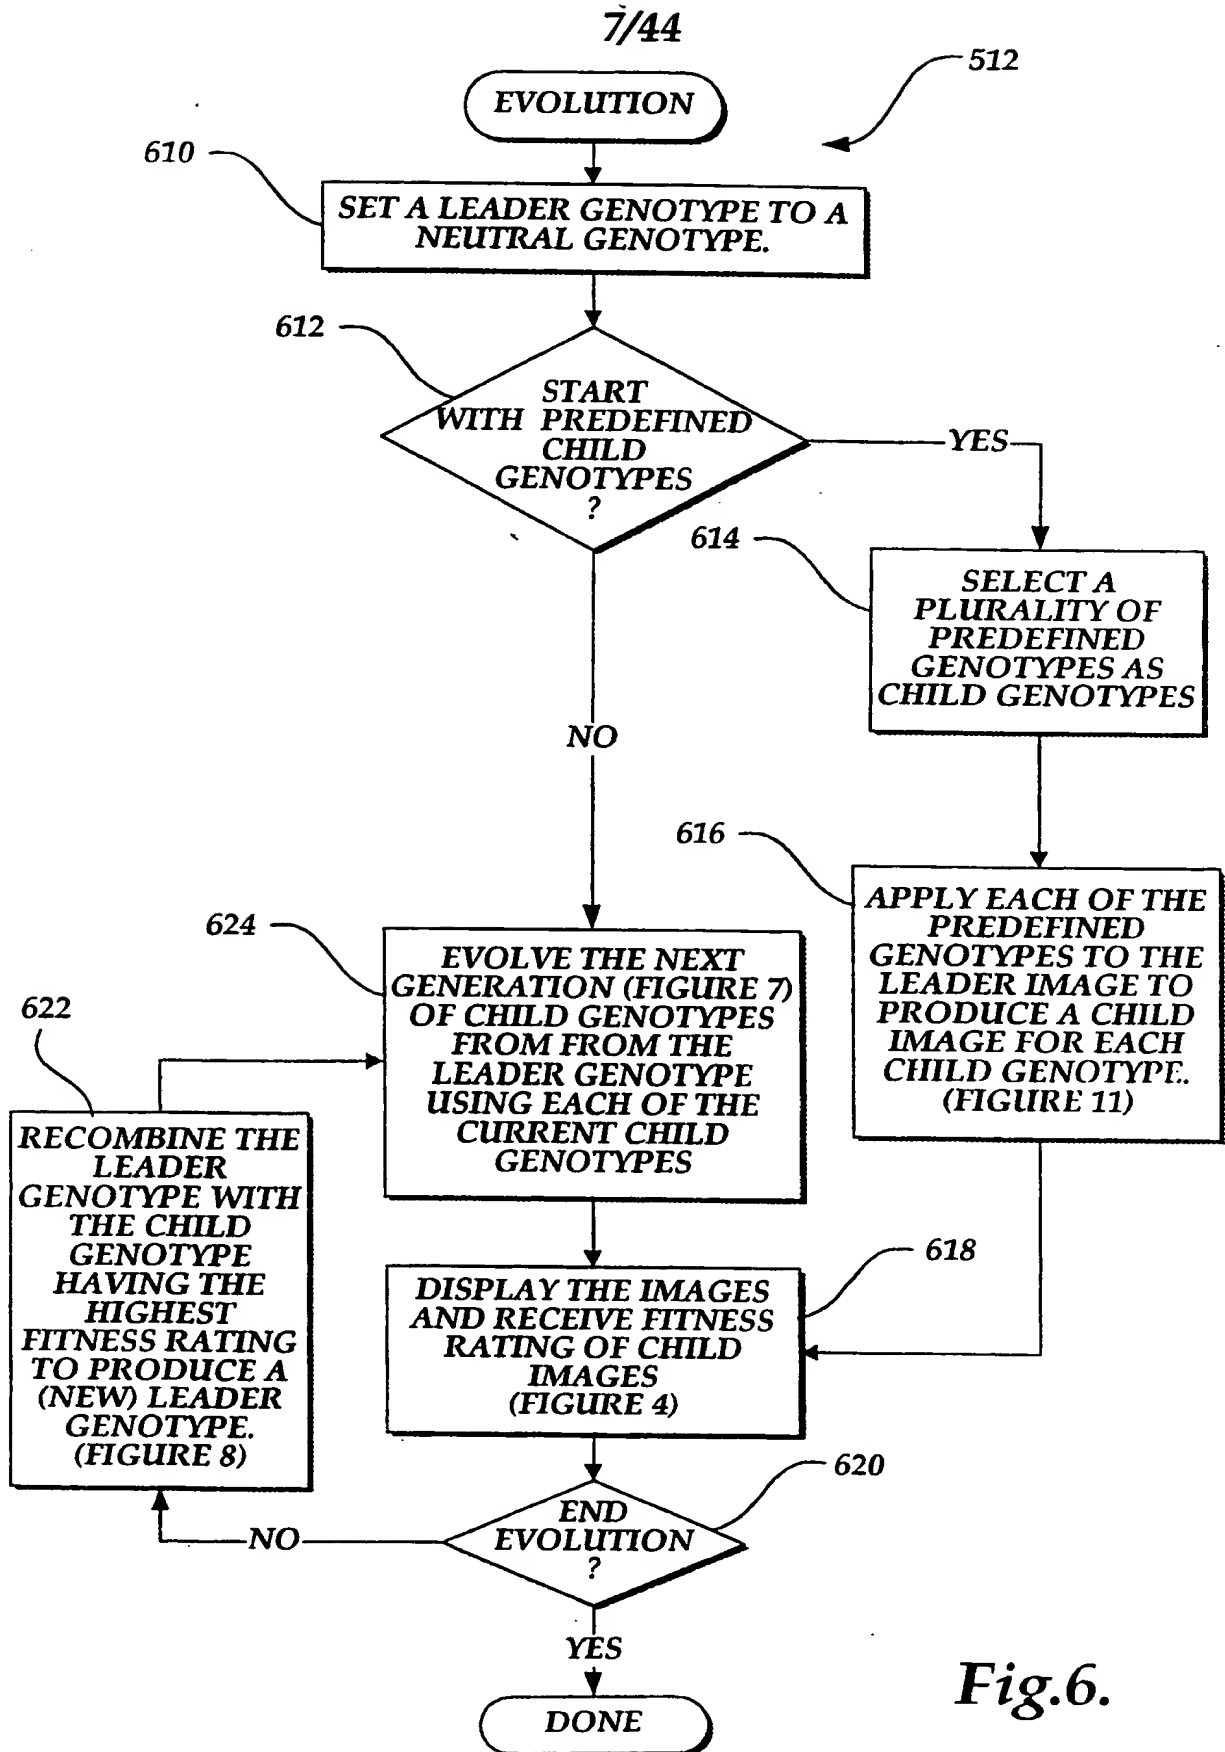 7/44
512
EVOLUTION
610
SET A LEADER GENOTYPE TO A
NEUTRAL GENOTYPE.
612
START
WITH PREDEFINED
CHILD
GENOTYPES
?
YES
614
SELECT A
PLURALITY OF
PREDEFINED
GENOTYPES AS
CHILD GENOTYPES
NO
616
APPLY EACH OF THE
PREDEFINED
GENOTYPES TO THE
LEADER IMAGE TO
PRODUCE A CHILD
IMAGE FOR EACH
CHILD GENOTYPE.
(FIGURE 11)
624
EVOLVE THE NEXT
GENERATION (FIGURE 7)
OF CHILD GENOTYPES
FROM FROM THE
LEADER GENOTYPE
USING EACH OF THE
CURRENT CHILD
GENOTYPES
622
RECOMBINE THE
LEADER
GENOTYPE WITH
THE CHILD
GENOTYPE
HAVING THE
HIGHEST
FITNESS RATING
TO PRODUCE A
(NEW) LEADER
GENOTYPE.
(FIGURE 8)
618
DISPLAY THE IMAGES
AND RECEIVE FITNESS
RATING OF CHILD
IMAGES
(FIGURE 4)
620
END
EVOLUTION
?
NO
YES
DONE
Fig.6.